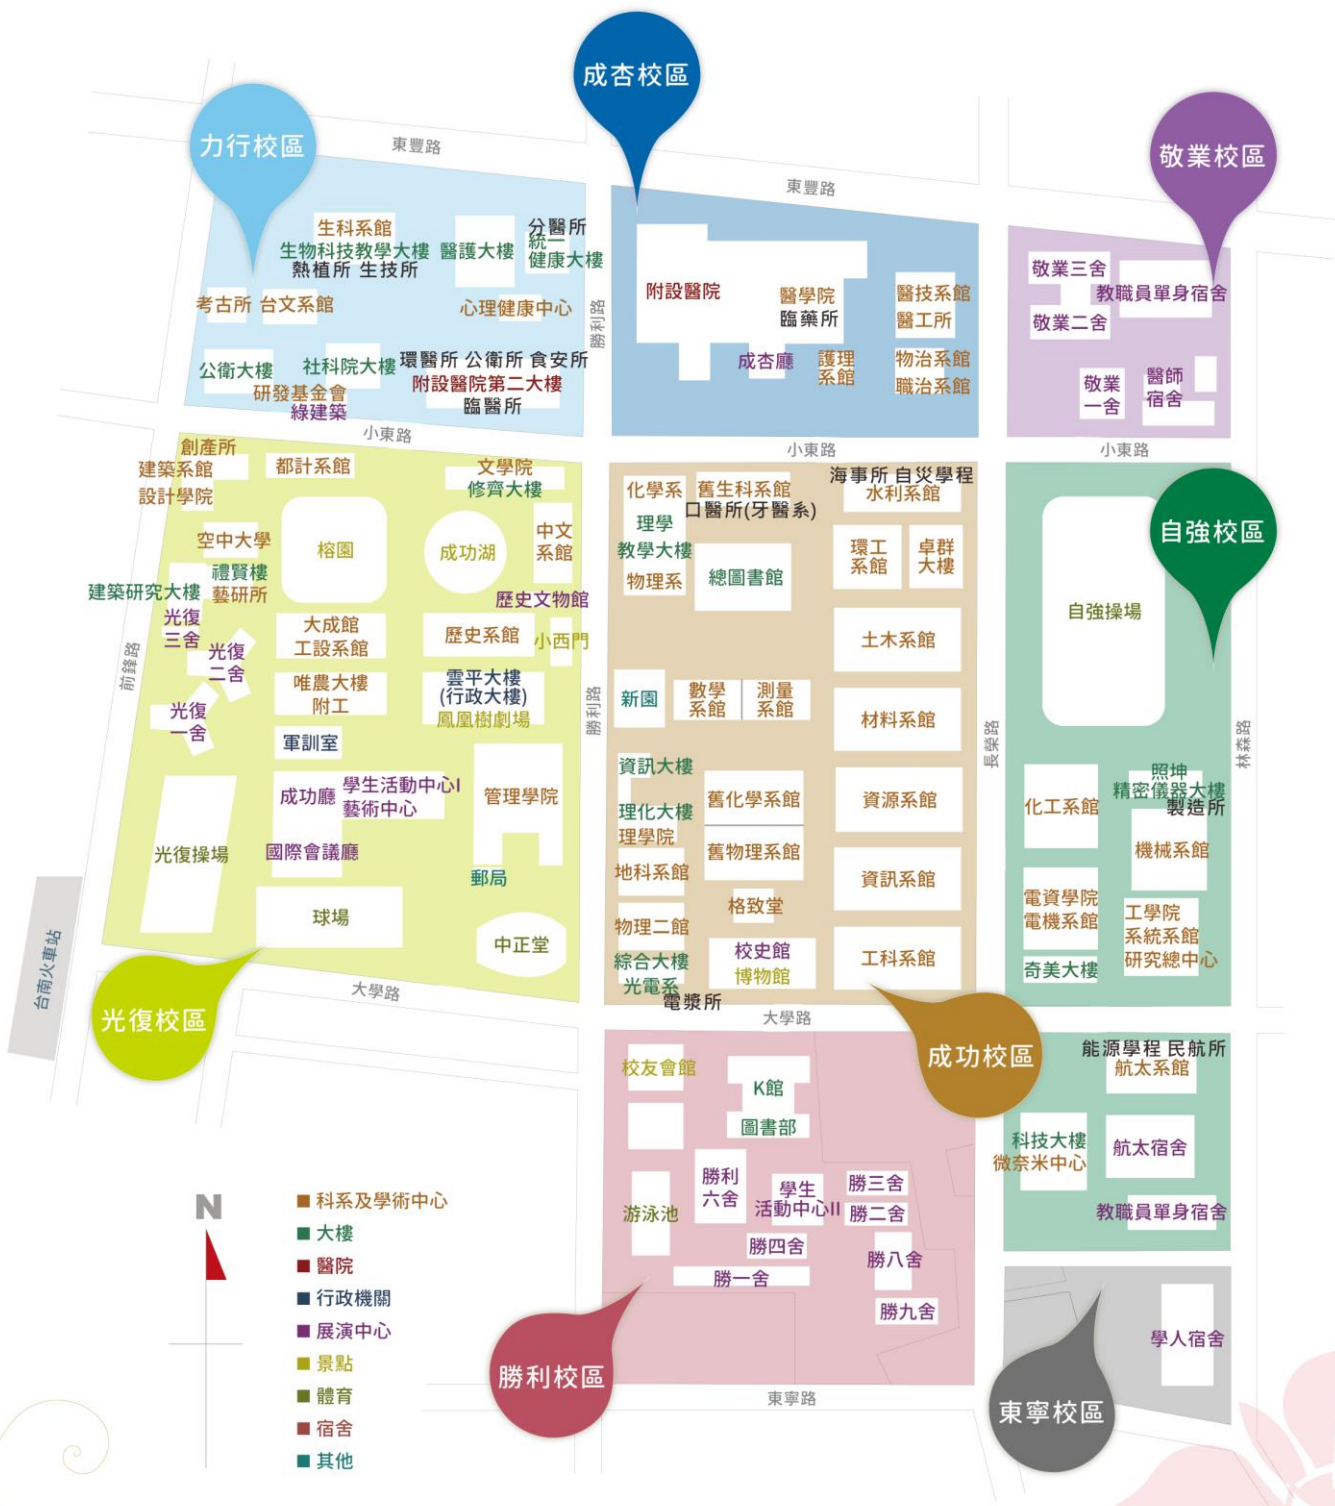 成杏校區
力行校區
敬業校區
東豐路
東豐路
生科系館
生物科技教學大樓
熱植所 生技所
醫護大樓
分醫所
統一
健康大樓
考古所
台文系館
心理健康中心
勝利路
公衛大樓
社科院大樓
研發基金會
綠建築
環醫所 公衛所 食安所
附設醫院第二大樓
臨醫所
附設醫院
醫學院
臨藥所
醫技系館
醫工所
成杏廳
護理
系館
物治系館
職治系館
敬業三舍
教職員單身宿舍
敬業二舍
敬業
一舍
醫師
宿舍
小東路
小東路
小東路
創產所
建築系館
設計學院
都計系館
文學院
修齊大樓
空中大學
榕園
成功湖
中文
系館
建築研究大樓
禮賢樓
藝研所
歷史文物館
光復
三舍
大成館
工設系館
歷史系館
小西門
光復
二舍
前鋒路
唯農大樓
附工
雲平大樓
(行政大樓)
鳳凰樹劇場
光復
一舍
軍訓室
勝利路
成功廳
學生活動中心I
藝術中心
管理學院
光復操場
國際會議廳
郵局
球場
中正堂
台南火車站
大學路
光復校區
化學系
舊生科系館
口醫所(牙醫系)
海事所 自災學程
水利系館
理學
教學大樓
物理系
總圖書館
環工
系館
卓群
大樓
土木系館
新園
數學
系館
測量
系館
材料系館
長榮路
資訊大樓
舊化學系館
資源系館
理化大樓
理學院
舊物理系館
地科系館
資訊系館
格致堂
物理二館
校史館
博物館
工科系館
綜合大樓
光電系
電漿所
大學路
成功校區
自強校區
自強操場
林森路
照坤
精密儀器大樓
製造所
化工系館
機械系館
電資學院
電機系館
工學院
系統系館
研究總中心
奇美大樓
能源學程 民航所
航太系館
科技大樓
微奈米中心
航太宿舍
教職員單身宿舍
校友會館
K館
圖書部
勝利
六舍
學生
活動中心II
勝三舍
勝二舍
游泳池
勝四舍
勝八舍
勝一舍
勝九舍
勝利校區
東寧路
學人宿舍
東寧校區
N
科系及學術中心
大樓
醫院
行政機關
展演中心
景點
體育
宿舍
其他